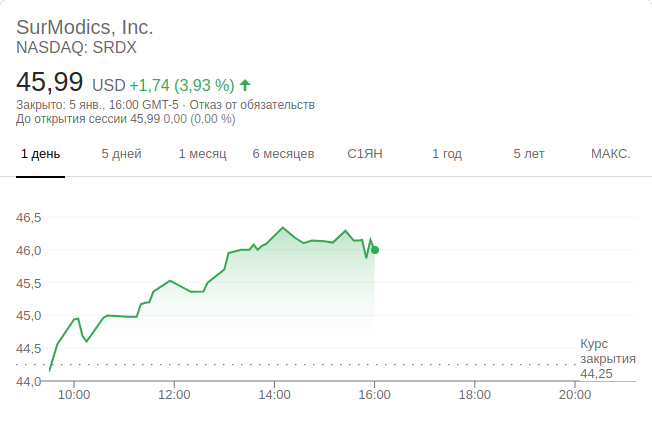 SurModics, Inc.
NASDAQ: SRDX
45,99 USD +1,74 (3,93 %)
Закрыто: 5 янв., 16:00 GMT-5 · Отказ от обязательств
До открытия сессии 45,99 0,00 (0,00 %)
1 день 5 дней 1 месяц 6 месяцев С1ЯН 1 год 5 лет МАКС.
46,5
46,0
45,5
45,0
44,5
44,0
Курс
закрытия
44,25
10:00 12:00 14:00 16:00 18:00 20:00